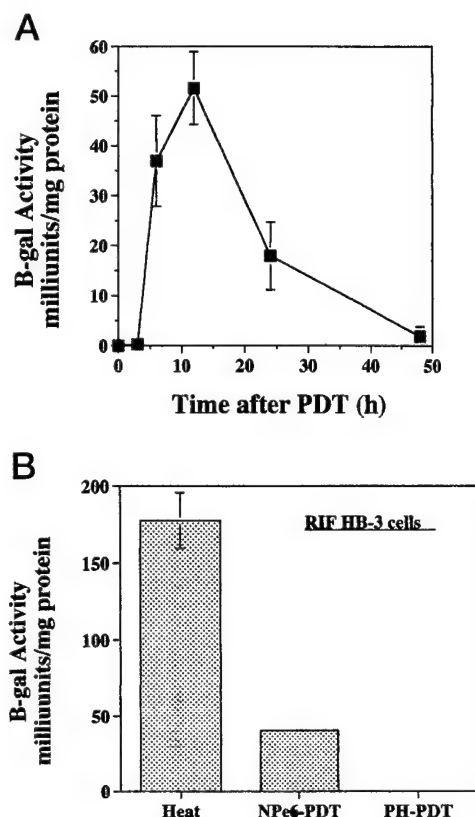 A
B-gal Activity
milliunits/mg protein
60
50
40
30
20
10
0
0
10
20
30
40
50
Time after PDT (h)
B
B-gal Activity
milliuunits/mg protein
200
150
100
50
0
RIF HB-3 cells
Heat
NPe6-PDT
PH-PDT